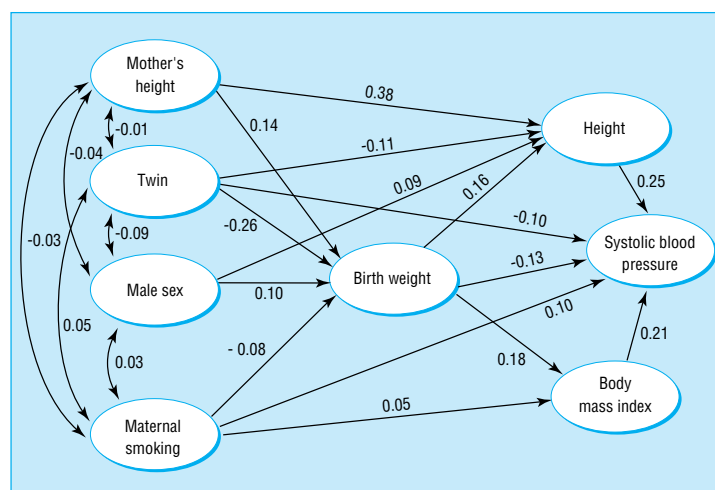 Mother's
height
0.38
Height
0.14
-0.01
-0.11
-0.04
Twin
0.09
0.16
0.25
-0.10
-0.09
-0.26
-0.03
Systolic blood
pressure
-0.13
Male sex
0.10
Birth weight
0.10
0.05
0.03
- 0.08
0.18
0.21
Body
mass index
0.05
Maternal
smoking